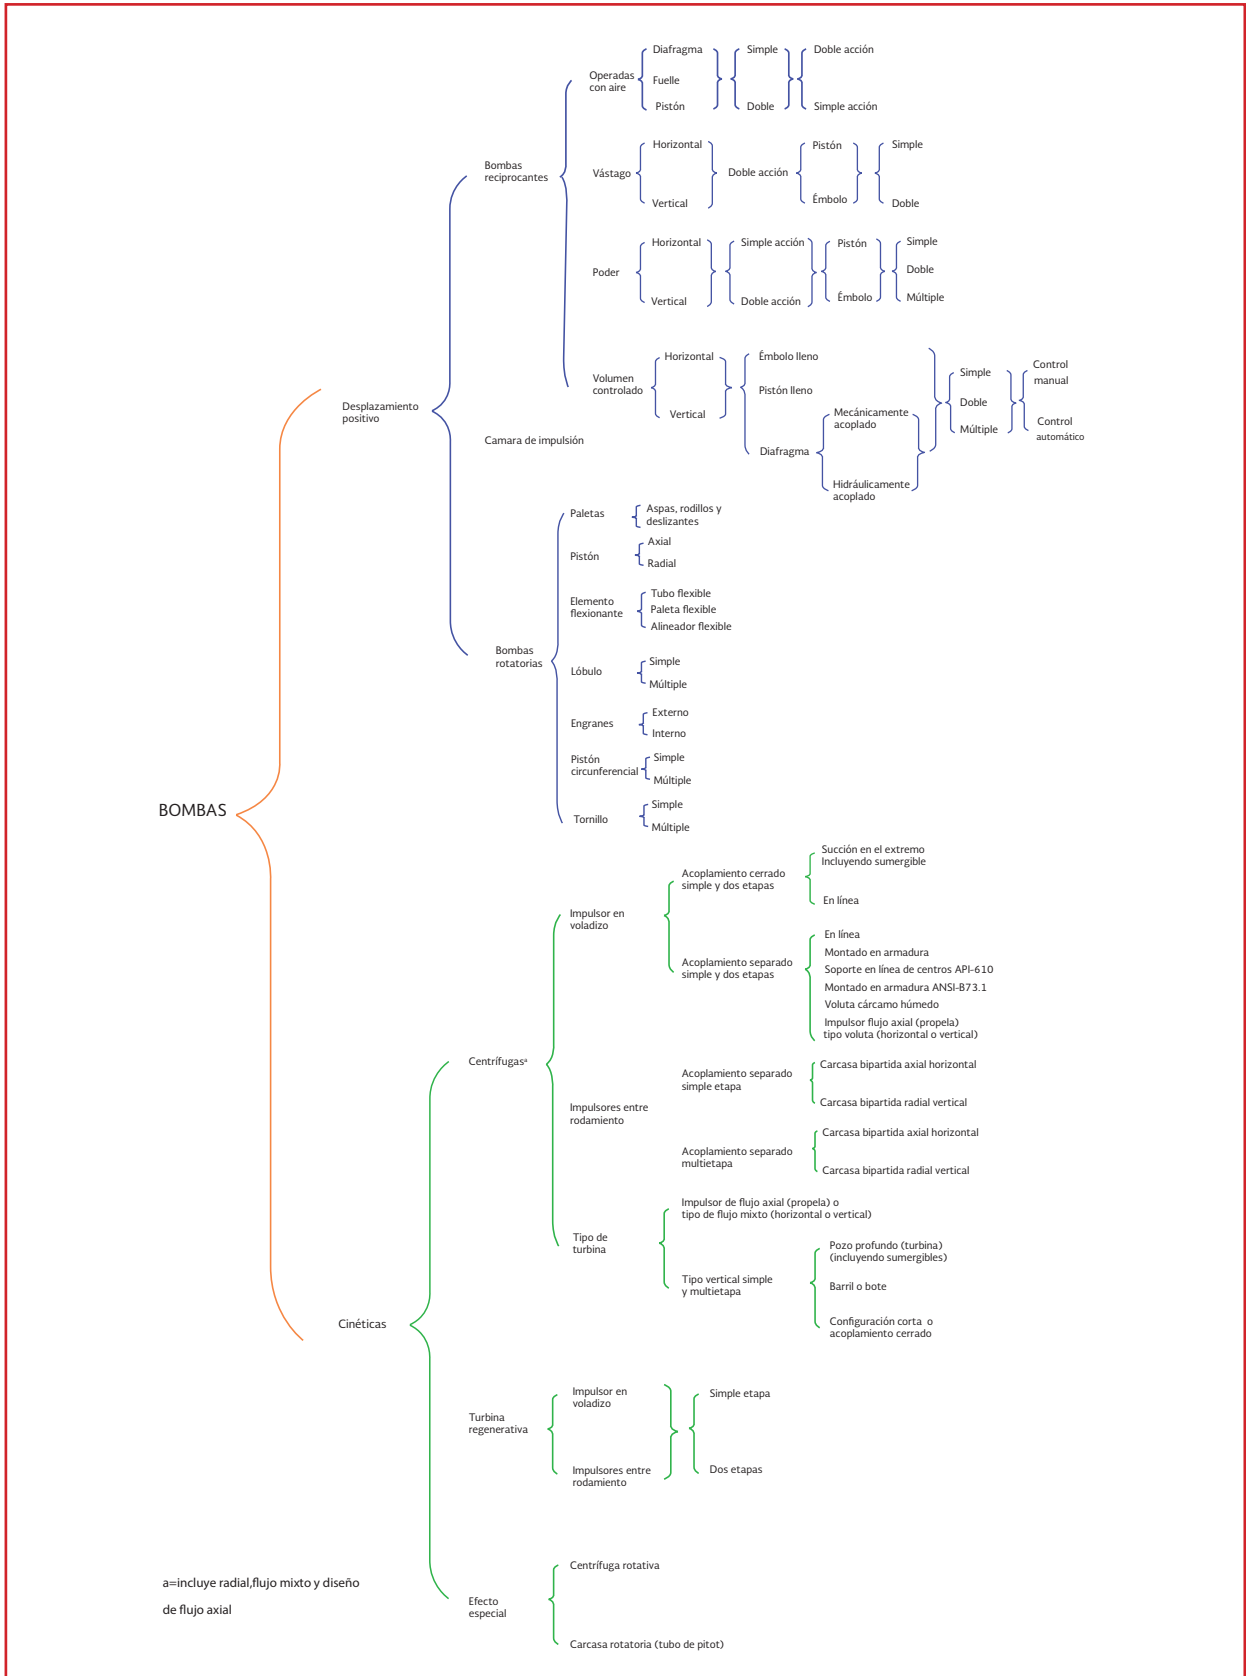 BOMBAS
Desplazamiento
positivo
Bombas
reciprocantes
Operadas
con aire
Diafragma
Fuelle
Pistón
Simple
Doble
Doble acción
Simple acción
Vástago
Horizontal
Vertical
Doble acción
Pistón
Émbolo
Simple
Doble
Poder
Horizontal
Vertical
Simple acción
Doble acción
Pistón
Émbolo
Simple
Doble
Múltiple
Volumen
controlado
Horizontal
Vertical
Émbolo lleno
Pistón lleno
Diafragma
Mecánicamente
acoplado
Hidráulicamente
acoplado
Simple
Doble
Múltiple
Control
manual
Control
automático
Camara de impulsión
Bombas
rotatorias
Paletas
Aspas, rodillos y
deslizantes
Pistón
Axial
Radial
Elemento
flexionante
Tubo flexible
Paleta flexible
Alineador flexible
Lóbulo
Simple
Múltiple
Engranes
Externo
Interno
Pistón
circunferencial
Simple
Múltiple
Tornillo
Simple
Múltiple
Cinéticas
Centrífugasª
Impulsor en
voladizo
Acoplamiento cerrado
simple y dos etapas
Succión en el extremo
Incluyendo sumergible
En línea
Acoplamiento separado
simple y dos etapas
En línea
Montado en armadura
Soporte en línea de centros API-610
Montado en armadura ANSI-B73.1
Voluta cárcamo húmedo
Impulsor flujo axial (propela)
tipo voluta (horizontal o vertical)
Impulsores entre
rodamiento
Acoplamiento separado
simple etapa
Carcasa bipartida axial horizontal
Carcasa bipartida radial vertical
Acoplamiento separado
multietapa
Carcasa bipartida axial horizontal
Carcasa bipartida radial vertical
Tipo de
turbina
Impulsor de flujo axial (propela) o
tipo de flujo mixto (horizontal o vertical)
Tipo vertical simple
y multietapa
Pozo profundo (turbina)
(incluyendo sumergibles)
Barril o bote
Configuración corta o
acoplamiento cerrado
Turbina
regenerativa
Impulsor en
voladizo
Impulsores entre
rodamiento
Simple etapa
Dos etapas
Efecto
especial
Centrífuga rotativa
Carcasa rotatoria (tubo de pitot)
a=incluye radial,flujo mixto y diseño
de flujo axial